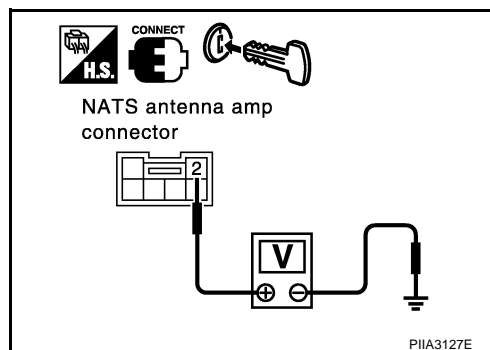 CONNECT
H.S.
NATS antenna amp
connector
2
V
PIIA3127E